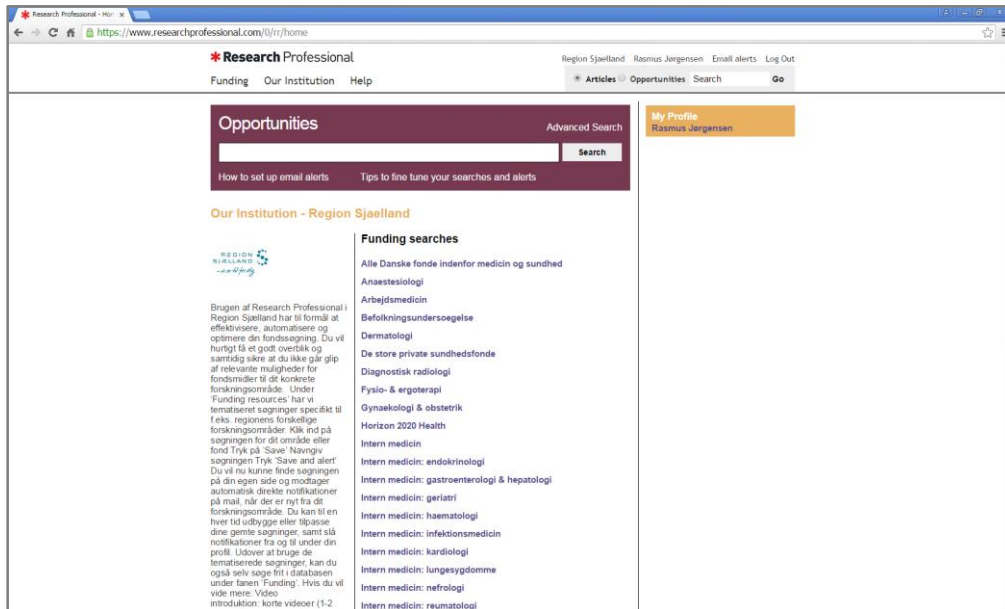 Research Professional - Hon
https://www.researchprofessional.com/0/rr/home
Research Professional
Region Sjaelland Rasmus Jørgensen Email alerts Log Out
Funding Our Institution Help
Articles Opportunities Search Go
Opportunities
Advanced Search
Search
How to set up email alerts Tips to fine tune your searches and alerts
My Profile
Rasmus Jørgensen
Our Institution - Region Sjaelland
REGION
SJÆLLAND
Brugen af Research Professional i
Region Sjælland har til formål at
effektivisere, automatisere og
optimere din fondssøgning. Du vil
hurtigt få et godt overblik og
samtidig sikre at du ikke går glip
af relevante muligheder for
fondsmidler til dit konkrete
forskningsområde. Under
'Funding resources' har vi
tematiseret søgninger specifikt til
f.eks. regionens forskellige
forskningsområder. Klik ind på
søgningen for dit område eller
fond Tryk på 'Save' Navngiv
søgningen Tryk 'Save and alert'
Du vil nu kunne finde søgningen
på din egen side og modtager
automatisk direkte notifikationer
på mail, når der er nyt fra dit
forskningsområde. Du kan til en
hver tid udbygge eller tilpasse
dine gemte søgninger, samt slå
notifikationer fra og til under din
profil. Udover at bruge de
tematiserede søgninger, kan du
også selv søge frit i databasen
under fanen 'Funding'. Hvis du vil
vide mere: Video
introduktion: korte videoer (1-2
Funding searches
Alle Danske fonde indenfor medicin og sundhed
Anaestesiologi
Arbejdsmedicin
Befolkningsundersoegelse
Dermatologi
De store private sundhedsfonde
Diagnostisk radiologi
Fysio- & ergoterapi
Gynaekologi & obstetrik
Horizon 2020 Health
Intern medicin
Intern medicin: endokrinologi
Intern medicin: gastroenterologi & hepatologi
Intern medicin: geriatri
Intern medicin: haematologi
Intern medicin: infektionsmedicin
Intern medicin: kardiologi
Intern medicin: lungesygdomme
Intern medicin: nefrologi
Intern medicin: reumatologi